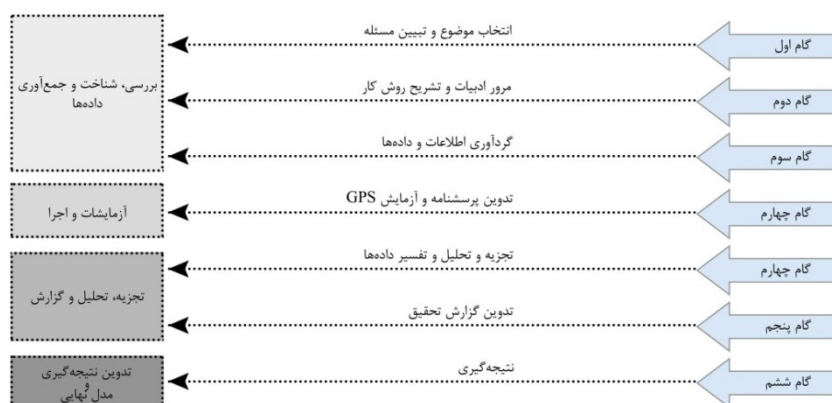 گام اول
انتخاب موضوع و تبیین مسئله
گام دوم
مرور ادبیات و تشریح روش کار
گام سوم
گردآوری اطلاعات و داده‌ها
بررسی، شناخت و جمع‌آوری
داده‌ها
گام چهارم
تدوین پرسشنامه و آزمایش GPS
آزمایشات و اجرا
گام چهارم
تجزیه و تحلیل و تفسیر داده‌ها
گام پنجم
تدوین گزارش تحقیق
تجزیه، تحلیل و گزارش
گام ششم
نتیجه‌گیری
تدوین نتیجه‌گیری
و
مدل نهایی